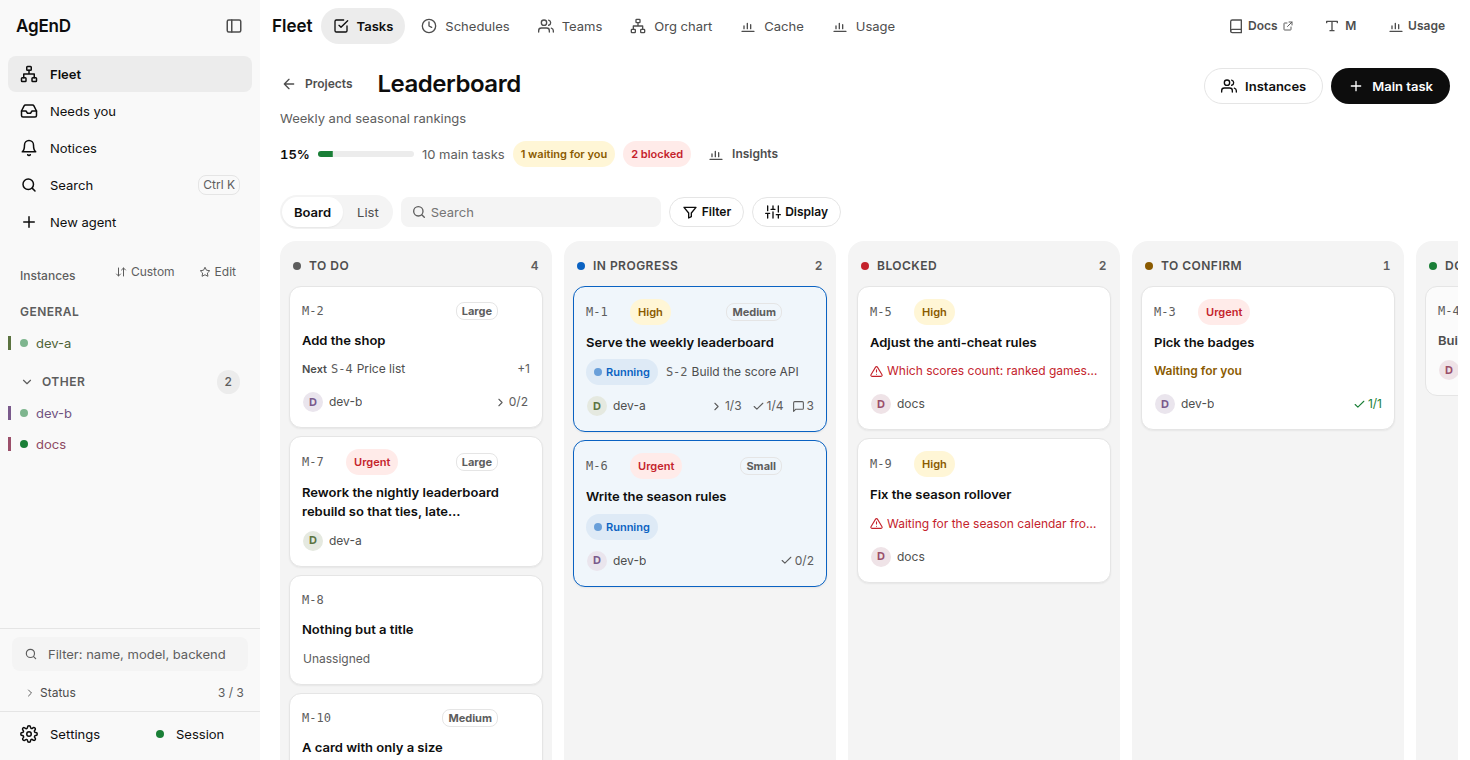 AgEnD
Fleet
Needs you
Notices
Search Ctrl K
New agent
Instances Custom Edit
GENERAL
dev-a
OTHER 2
dev-b
docs
Filter: name, model, backend
Status 3 / 3
Settings Session
Fleet Tasks Schedules Teams Org chart Cache Usage Docs M Usage
Projects Leaderboard Instances Main task
Weekly and seasonal rankings
15% 10 main tasks 1 waiting for you 2 blocked Insights
Board List Search Filter Display
TO DO 4
M-2 Large
Add the shop
Next S-4 Price list +1
D dev-b 0/2
M-7 Urgent Large
Rework the nightly leaderboard
rebuild so that ties, late…
D dev-a
M-8
Nothing but a title
Unassigned
M-10 Medium
A card with only a size
IN PROGRESS 2
M-1 High Medium
Serve the weekly leaderboard
Running S-2 Build the score API
D dev-a 1/3 1/4 3
M-6 Urgent Small
Write the season rules
Running
D dev-b 0/2
BLOCKED 2
M-5 High
Adjust the anti-cheat rules
Which scores count: ranked games…
D docs
M-9 High
Fix the season rollover
Waiting for the season calendar fro…
D docs
TO CONFIRM 1
M-3 Urgent
Pick the badges
Waiting for you
D dev-b 1/1
M-4
D